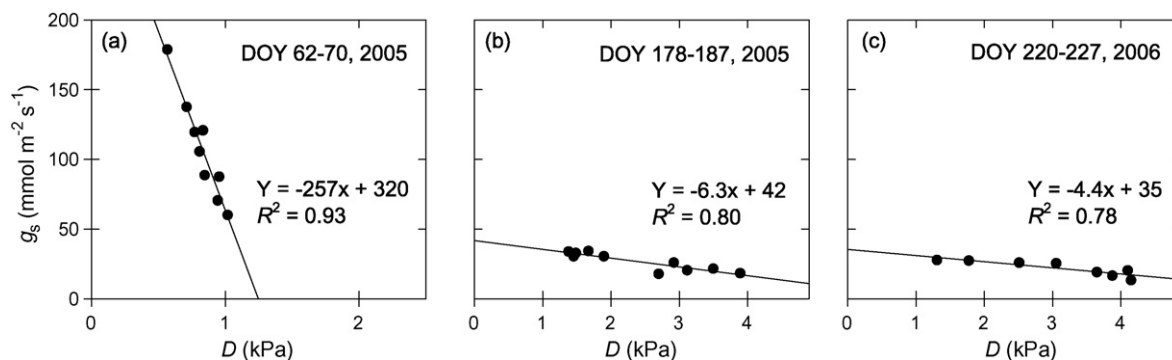 (a)
DOY 62-70, 2005
Y = -257x + 320
R² = 0.93
200
150
100
50
0
gₛ (mmol m⁻² s⁻¹)
0 1 2
D (kPa)
(b)
DOY 178-187, 2005
Y = -6.3x + 42
R² = 0.80
0 1 2 3 4
D (kPa)
(c)
DOY 220-227, 2006
Y = -4.4x + 35
R² = 0.78
0 1 2 3 4
D (kPa)